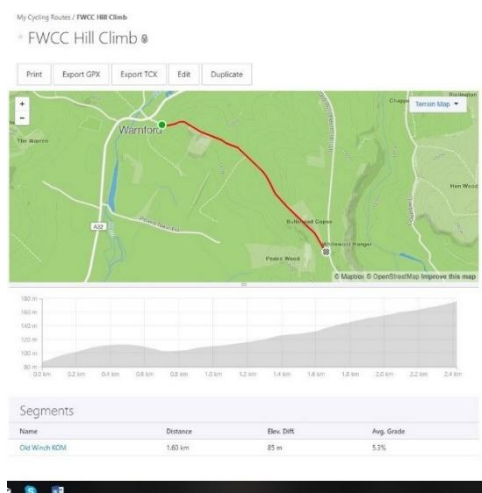 My Cycling Routes / FWCC Hill Climb
FWCC Hill Climb
Print Export GPX Export TCX Edit Duplicate
+
-
Terrain Map
Warnford
The Warren
A32
Hen Wood
Peake Wood
© Mapbox © OpenStreetMap Improve this map
180 m
160 m
140 m
120 m
100 m
80 m
0.0 km 0.2 km 0.4 km 0.6 km 0.8 km 1.0 km 1.2 km 1.4 km 1.6 km 1.8 km 2.0 km 2.2 km 2.4 km
Segments
Name Distance Elev. Diff. Avg. Grade
Old Winch KOM 1.60 km 85 m 5.3%